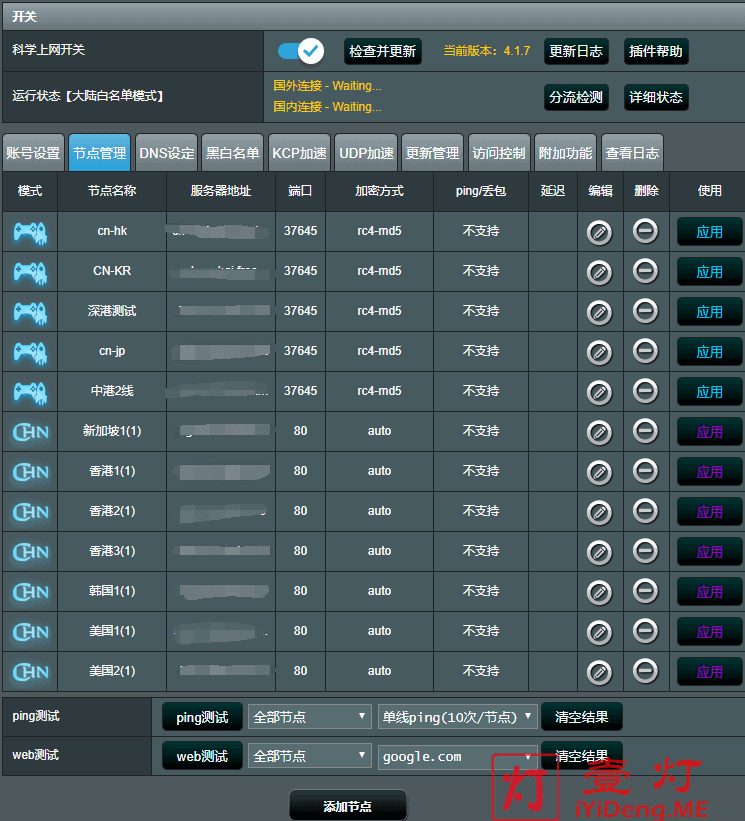 开关
科学上网开关 检查并更新 当前版本：4.1.7 更新日志 插件帮助
运行状态【大陆白名单模式】 国外连接 - Waiting...
国内连接 - Waiting... 分流检测 详细状态
账号设置 节点管理 DNS设定 黑白名单 KCP加速 UDP加速 更新管理 访问控制 附加功能 查看日志
模式 节点名称 服务器地址 端口 加密方式 ping/丢包 延迟 编辑 删除 使用
cn-hk 37645 rc4-md5 不支持 应用
CN-KR 37645 rc4-md5 不支持 应用
深港测试 37645 rc4-md5 不支持 应用
cn-jp 37645 rc4-md5 不支持 应用
中港2线 37645 rc4-md5 不支持 应用
CHN 新加坡1(1) 80 auto 不支持 应用
CHN 香港1(1) 80 auto 不支持 应用
CHN 香港2(1) 80 auto 不支持 应用
CHN 香港3(1) 80 auto 不支持 应用
CHN 韩国1(1) 80 auto 不支持 应用
CHN 美国1(1) 80 auto 不支持 应用
CHN 美国2(1) 80 auto 不支持 应用
ping测试 ping测试 全部节点 单线ping(10次/节点) 清空结果
web测试 web测试 全部节点 google.com 清空结果
添加节点
灯 壹灯
iYiDeng.ME